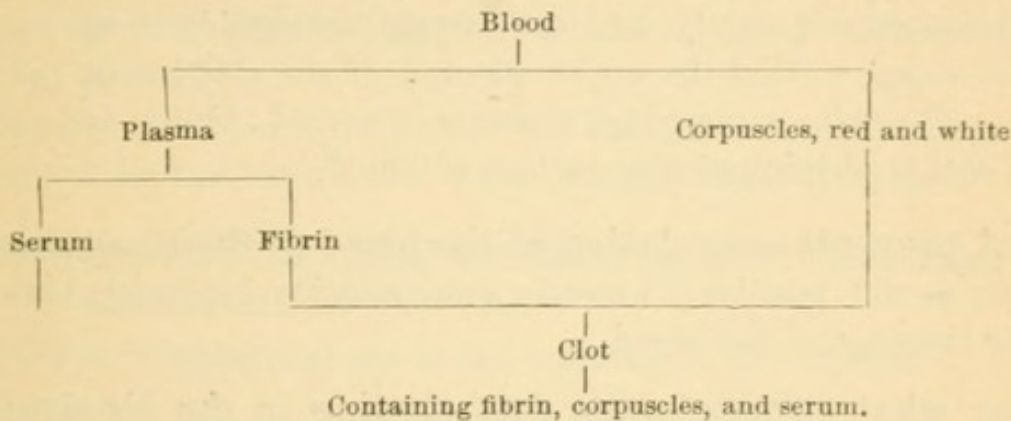 Blood
Plasma Corpuscles, red and white
Serum Fibrin
Clot
Containing fibrin, corpuscles, and serum.